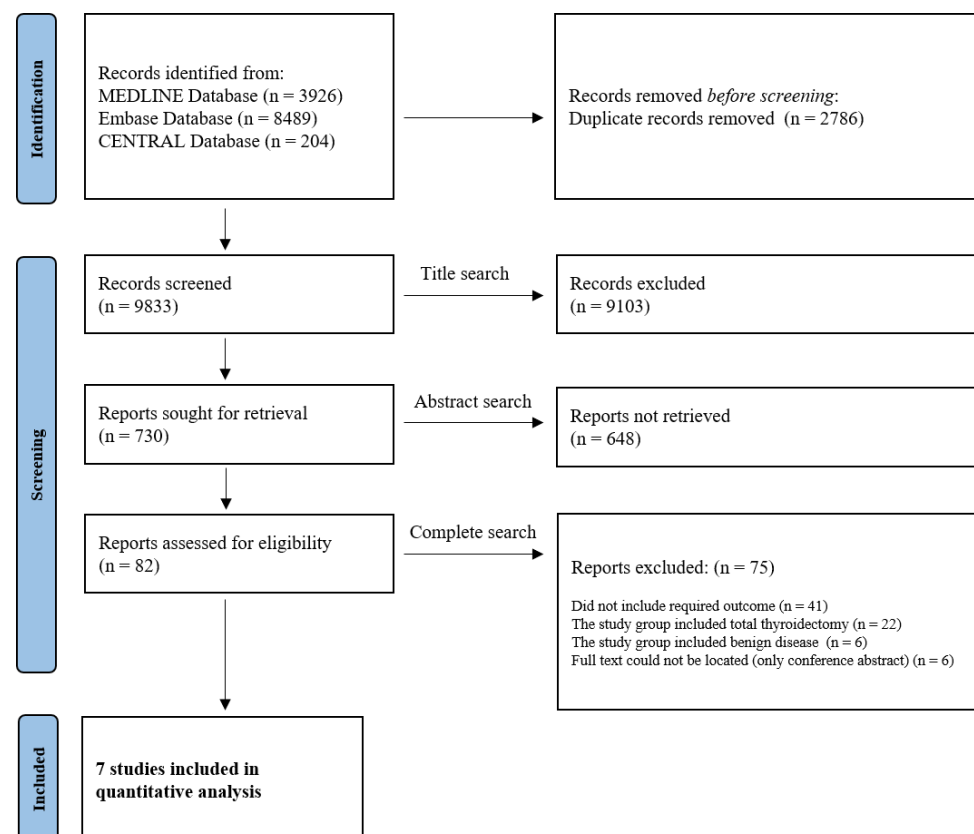 Identification
Records identified from:
MEDLINE Database (n = 3926)
Embase Database (n = 8489)
CENTRAL Database (n = 204)
Records removed before screening:
Duplicate records removed (n = 2786)
Screening
Records screened
(n = 9833)
Title search
Records excluded
(n = 9103)
Reports sought for retrieval
(n = 730)
Abstract search
Reports not retrieved
(n = 648)
Reports assessed for eligibility
(n = 82)
Complete search
Reports excluded: (n = 75)
Did not include required outcome (n = 41)
The study group included total thyroidectomy (n = 22)
The study group included benign disease (n = 6)
Full text could not be located (only conference abstract) (n = 6)
Included
7 studies included in
quantitative analysis